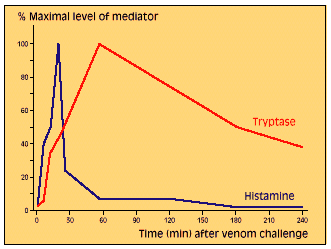 % Maximal level of mediator
100
80
60
40
20
0
Tryptase
Histamine
0 30 60 90 120 150 180 210 240
Time (min) after venom challenge